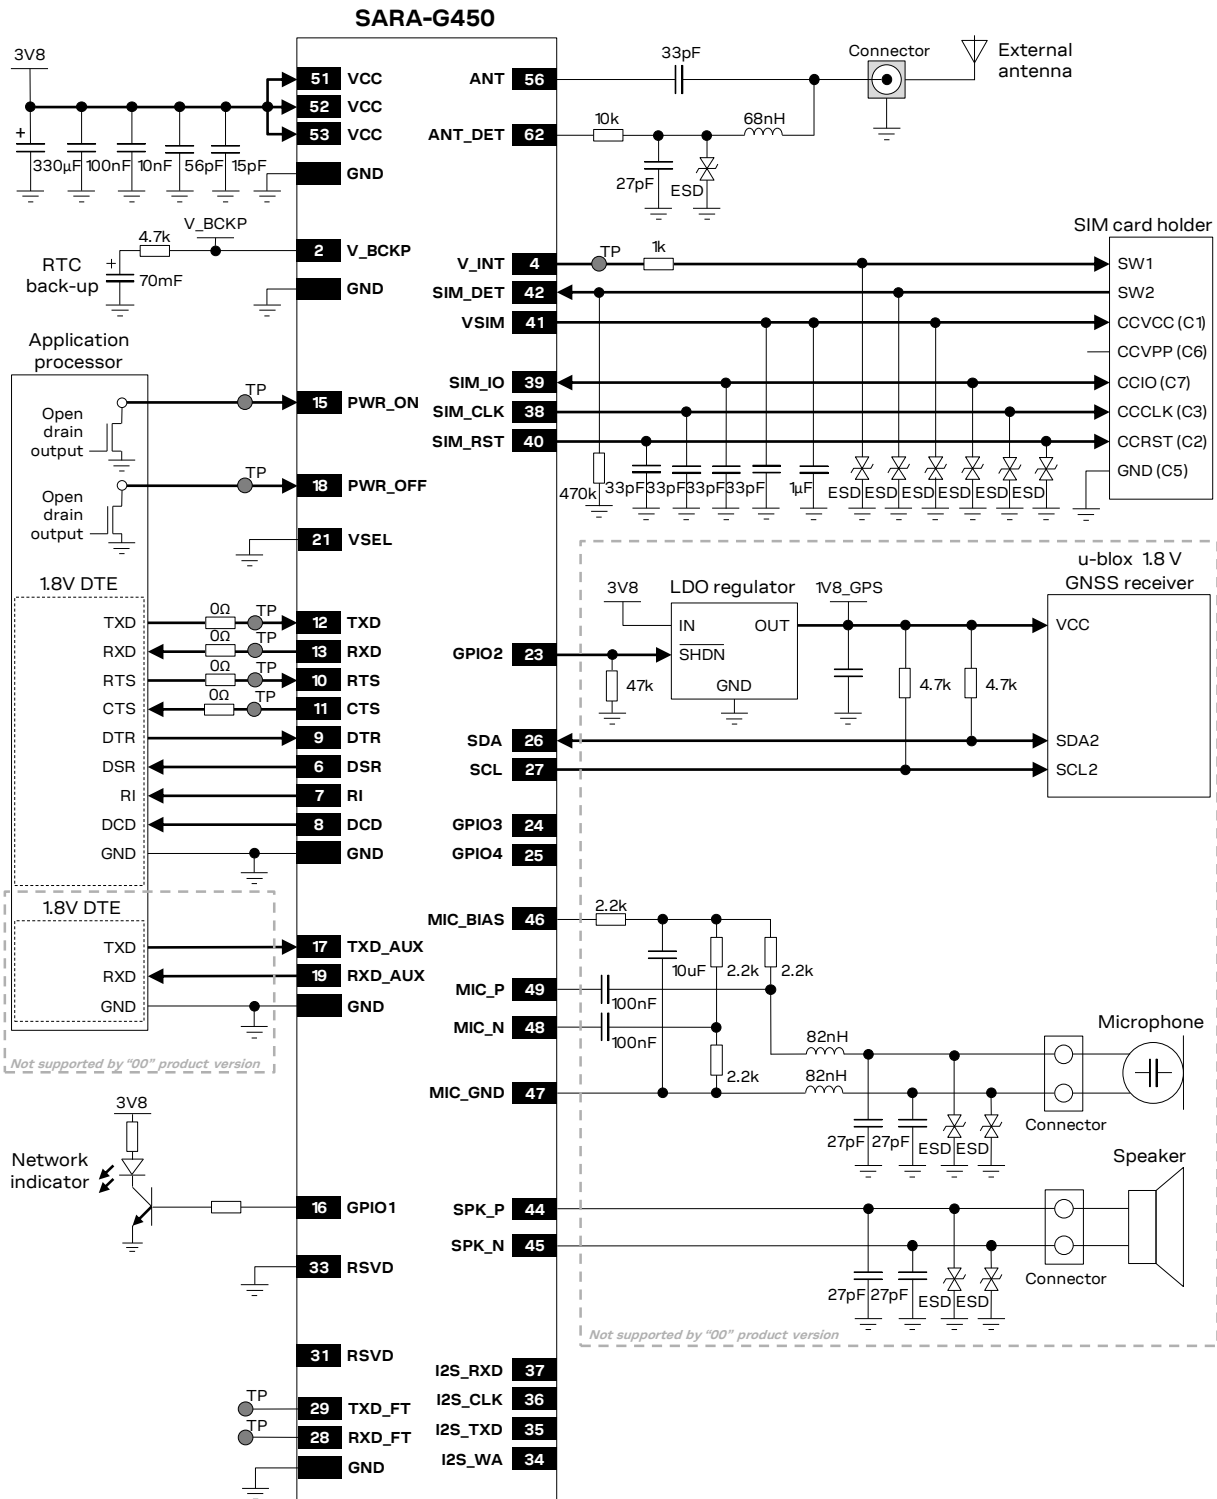 SARA-G450
3V8
51 VCC
52 VCC
53 VCC
GND
+
330µF
100nF
10nF
56pF
15pF
V_BCKP
4.7k
2 V_BCKP
GND
RTC
back-up
+
70mF
Application
processor
TP
15 PWR_ON
Open
drain
output
TP
18 PWR_OFF
Open
drain
output
21 VSEL
1.8V DTE
TXD 0Ω TP 12 TXD
RXD 0Ω TP 13 RXD
RTS 0Ω TP 10 RTS
CTS 0Ω TP 11 CTS
DTR 9 DTR
DSR 6 DSR
RI 7 RI
DCD 8 DCD
GND GND
1.8V DTE
TXD 17 TXD_AUX
RXD 19 RXD_AUX
GND GND
Not supported by “00” product version
3V8
Network
indicator
16 GPIO1
33 RSVD
31 RSVD
TP
29 TXD_FT
TP
28 RXD_FT
GND
ANT 56
33pF
Connector
External
antenna
ANT_DET 62
10k
68nH
27pF
ESD
SIM card holder
V_INT 4 TP 1k SW1
SIM_DET 42 SW2
VSIM 41 CCVCC (C1)
CCVPP (C6)
SIM_IO 39 CCIO (C7)
SIM_CLK 38 CCCLK (C3)
SIM_RST 40 CCRST (C2)
GND (C5)
470k
33pF
33pF
33pF
33pF
1µF
ESD
ESD
ESD
ESD
ESD
ESD
u-blox 1.8 V
GNSS receiver
3V8
LDO regulator
1V8_GPS
IN OUT
VCC
GPIO2 23
SHDN
GND
47k
4.7k
4.7k
SDA 26 SDA2
SCL 27 SCL2
GPIO3 24
GPIO4 25
MIC_BIAS 46
2.2k
10uF
2.2k
2.2k
MIC_P 49
100nF
MIC_N 48
100nF
2.2k
MIC_GND 47
82nH
82nH
Microphone
Connector
27pF
27pF
ESD
ESD
Speaker
SPK_P 44
SPK_N 45
Connector
27pF
27pF
ESD
ESD
Not supported by “00” product version
I2S_RXD 37
I2S_CLK 36
I2S_TXD 35
I2S_WA 34